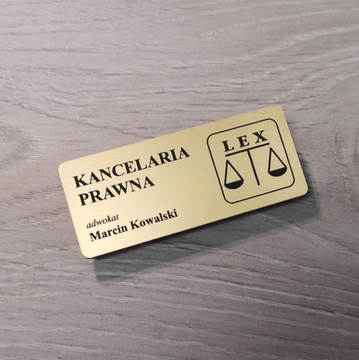 KANCELARIA
PRAWNA
adwokat
Marcin Kowalski
LEX